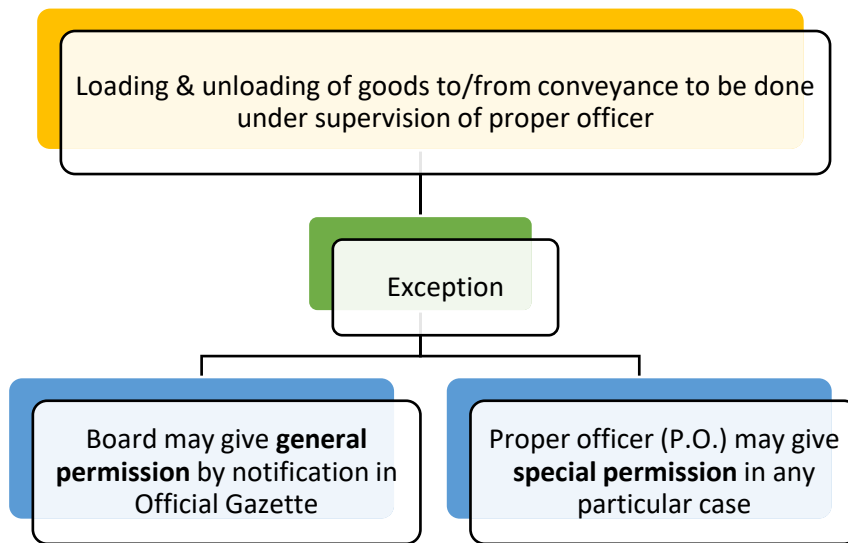 Loading & unloading of goods to/from conveyance to be done
under supervision of proper officer
Exception
Board may give general
permission by notification in
Official Gazette
Proper officer (P.O.) may give
special permission in any
particular case